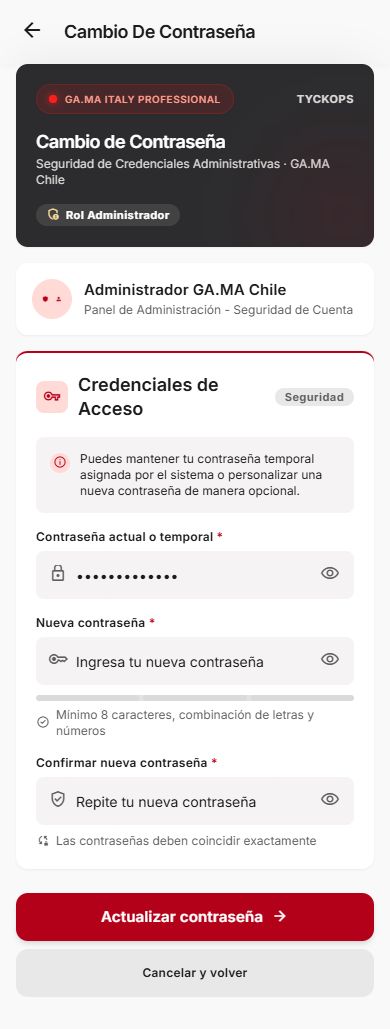 Cambio De Contraseña
GA.MA ITALY PROFESSIONAL
TYCKOPS
Cambio de Contraseña
Seguridad de Credenciales Administrativas · GA.MA
Chile
Rol Administrador
Administrador GA.MA Chile
Panel de Administración - Seguridad de Cuenta
Credenciales de
Acceso
Seguridad
Puedes mantener tu contraseña temporal
asignada por el sistema o personalizar una
nueva contraseña de manera opcional.
Contraseña actual o temporal *
•••••••••••••
Nueva contraseña *
Ingresa tu nueva contraseña
Mínimo 8 caracteres, combinación de letras y
números
Confirmar nueva contraseña *
Repite tu nueva contraseña
Las contraseñas deben coincidir exactamente
Actualizar contraseña →
Cancelar y volver